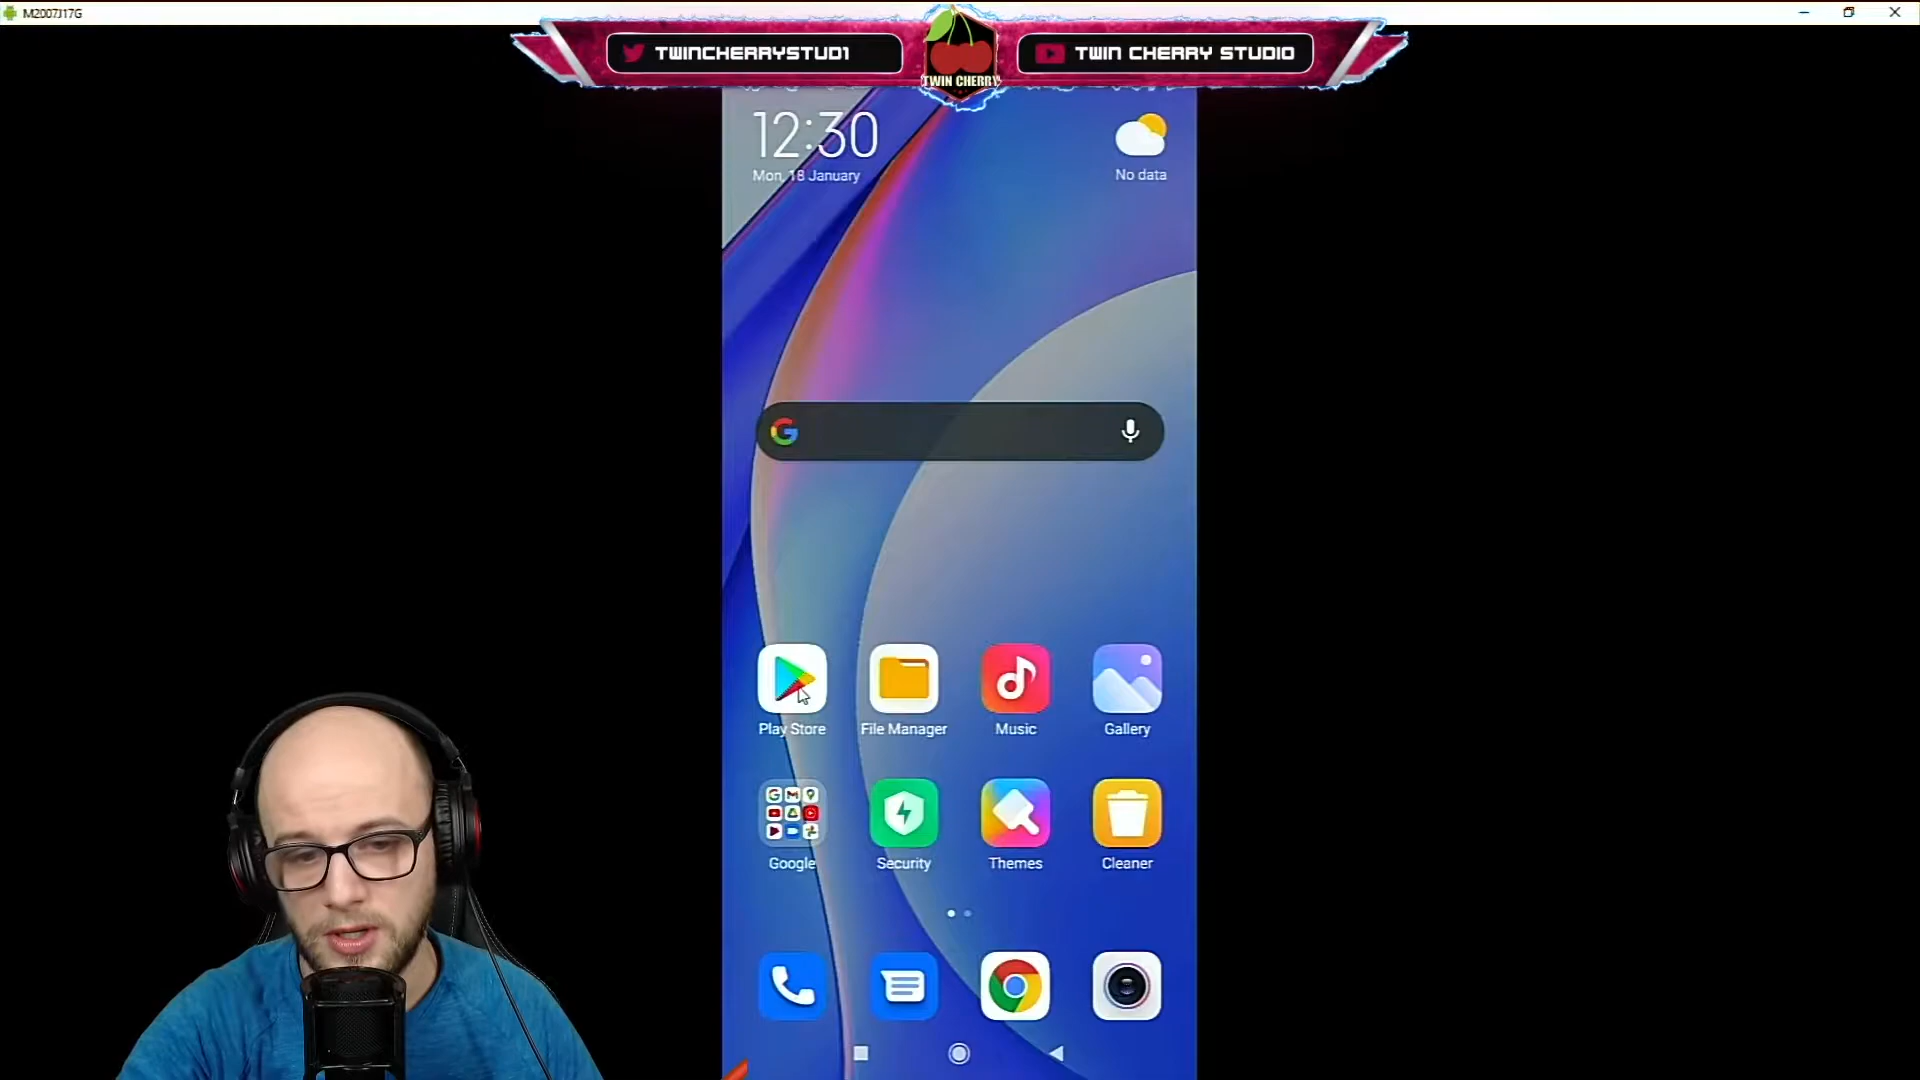 M2007J17G
TWINCHERRYSTUD1
TWIN CHERRY
TWIN CHERRY STUDIO
12:30
Mon, 18 January
No data
Play Store
File Manager
Music
Gallery
Google
Security
Themes
Cleaner